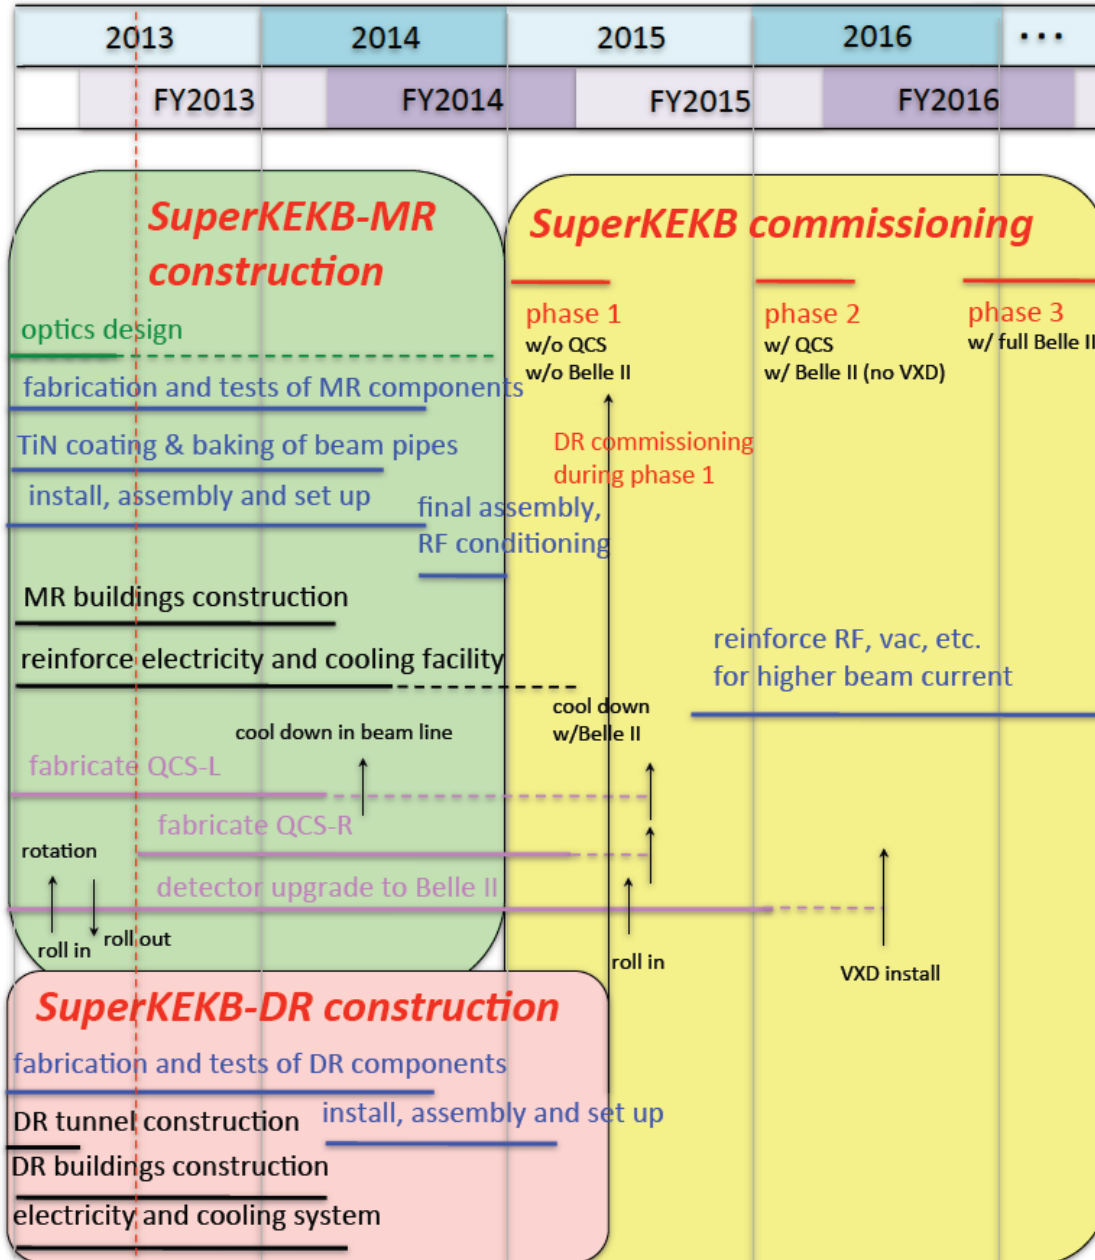 2013 2014 2015 2016 ...
FY2013 FY2014 FY2015 FY2016
SuperKEKB-MR
construction
SuperKEKB commissioning
optics design
phase 1
w/o QCS
w/o Belle II
phase 2
w/ QCS
w/ Belle II (no VXD)
phase 3
w/ full Belle II
fabrication and tests of MR components
TiN coating & baking of beam pipes
DR commissioning
during phase 1
install, assembly and set up
final assembly,
RF conditioning
MR buildings construction
reinforce electricity and cooling facility
reinforce RF, vac, etc.
for higher beam current
cool down in beam line
cool down
w/Belle II
fabricate QCS-L
fabricate QCS-R
rotation
detector upgrade to Belle II
roll in
roll out
roll in
VXD install
SuperKEKB-DR construction
fabrication and tests of DR components
install, assembly and set up
DR tunnel construction
DR buildings construction
electricity and cooling system